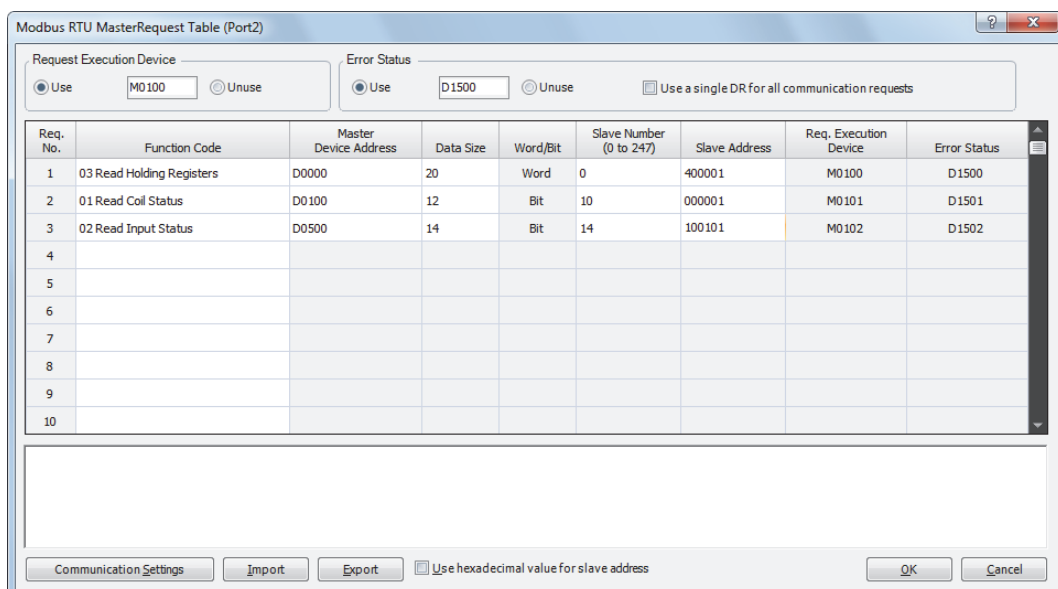 Modbus RTU MasterRequest Table (Port2)
Request Execution Device
Error Status
Use M0100 Unuse Use D1500 Unuse Use a single DR for all communication requests
Req. No. Function Code Master Device Address Data Size Word/Bit Slave Number (0 to 247) Slave Address Req. Execution Device Error Status
1 03 Read Holding Registers D0000 20 Word 0 400001 M0100 D1500
2 01 Read Coil Status D0100 12 Bit 10 000001 M0101 D1501
3 02 Read Input Status D0500 14 Bit 14 100101 M0102 D1502
4
5
6
7
8
9
10
Communication Settings Import Export Use hexadecimal value for slave address OK Cancel